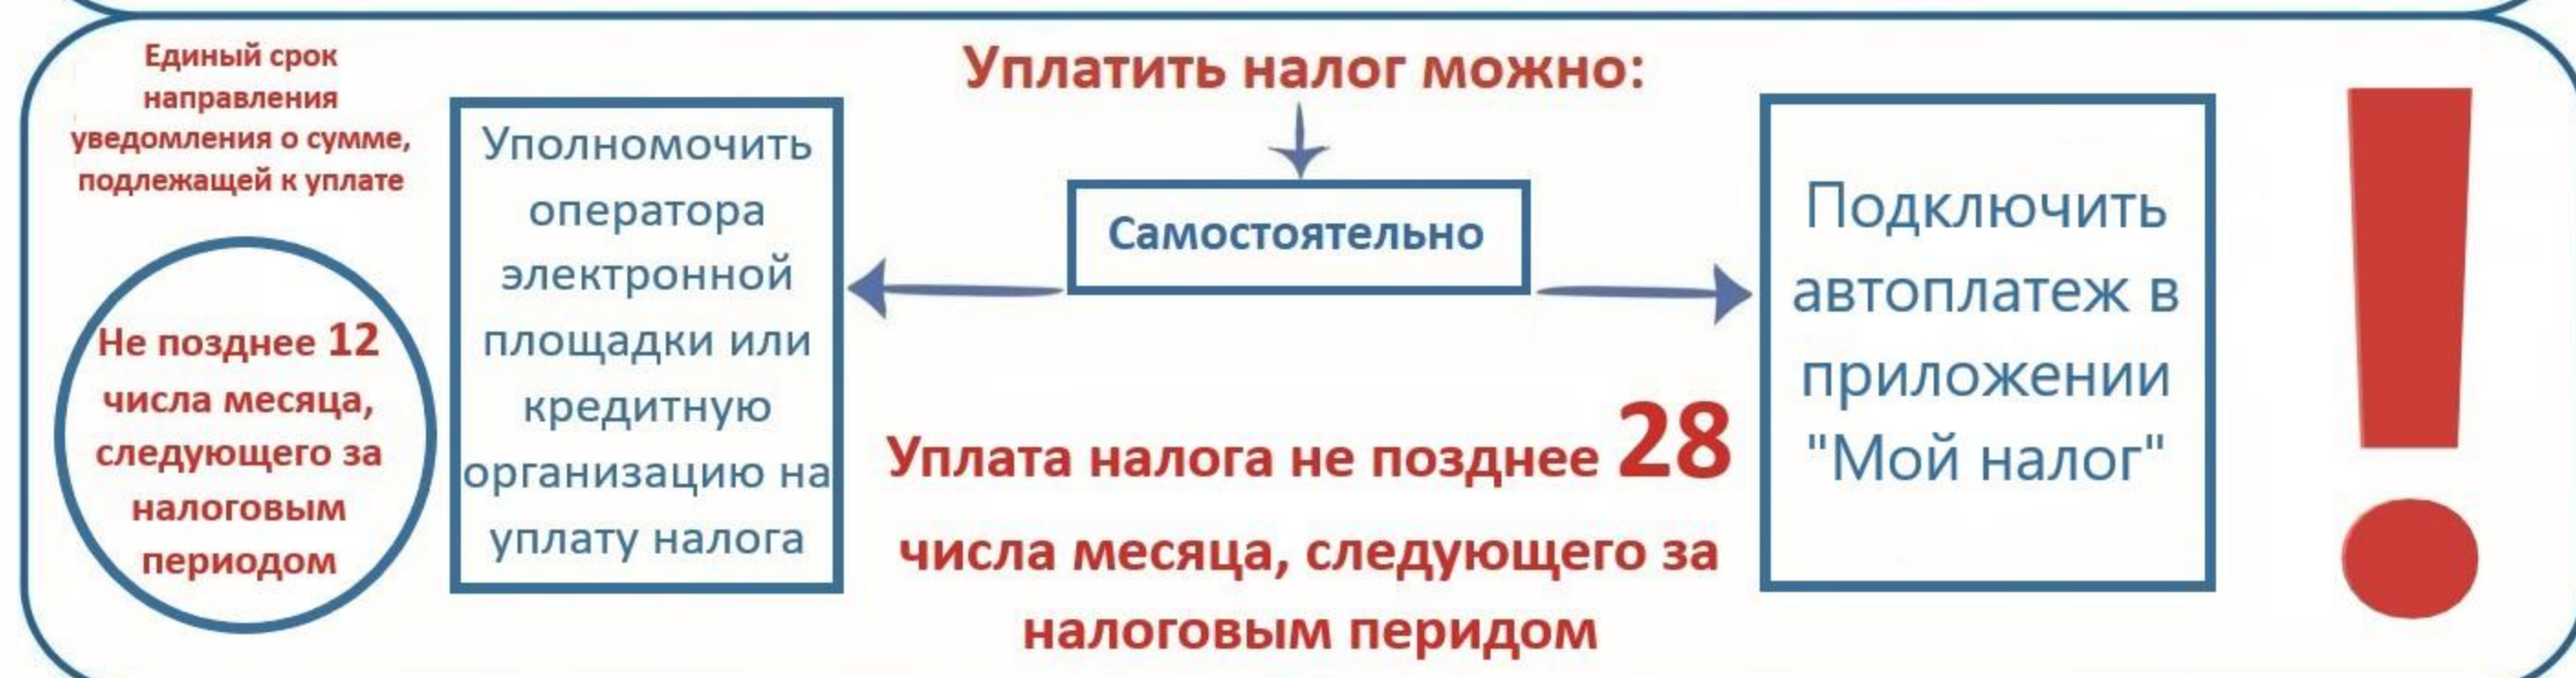 Единый срок
направления
уведомления о сумме,
подлежащей к уплате
Не позднее 12
числа месяца,
следующего за
налоговым
периодом
Уполномочить
оператора
электронной
площадки или
кредитную
организацию на
уплату налога
Уплатить налог можно:
Самостоятельно
Уплата налога не позднее 28
числа месяца, следующего за
налоговым перидом
Подключить
автоплатеж в
приложении
"Мой налог"
!